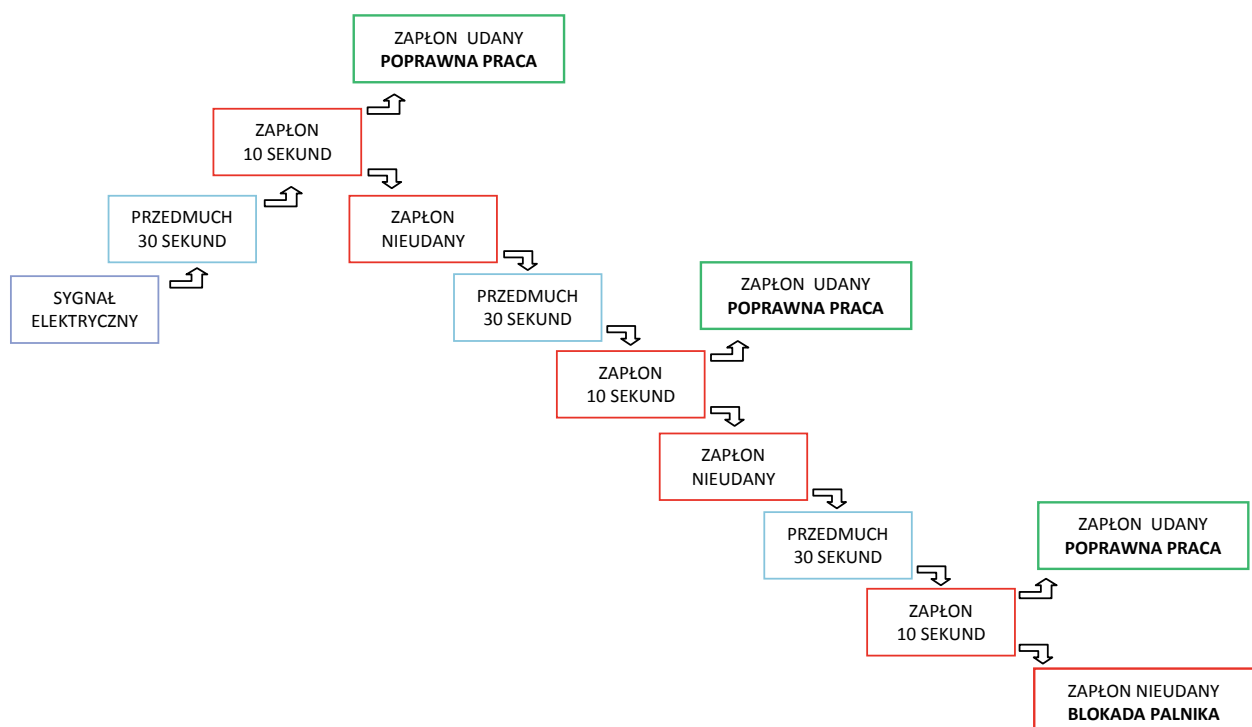 ZAPŁON UDANY
POPRAWNA PRACA
ZAPŁON
10 SEKUND
PRZEDMUCH
30 SEKUND
ZAPŁON
NIEUDANY
SYGNAŁ
ELEKTRYCZNY
PRZEDMUCH
30 SEKUND
ZAPŁON UDANY
POPRAWNA PRACA
ZAPŁON
10 SEKUND
ZAPŁON
NIEUDANY
PRZEDMUCH
30 SEKUND
ZAPŁON UDANY
POPRAWNA PRACA
ZAPŁON
10 SEKUND
ZAPŁON NIEUDANY
BLOKADA PALNIKA